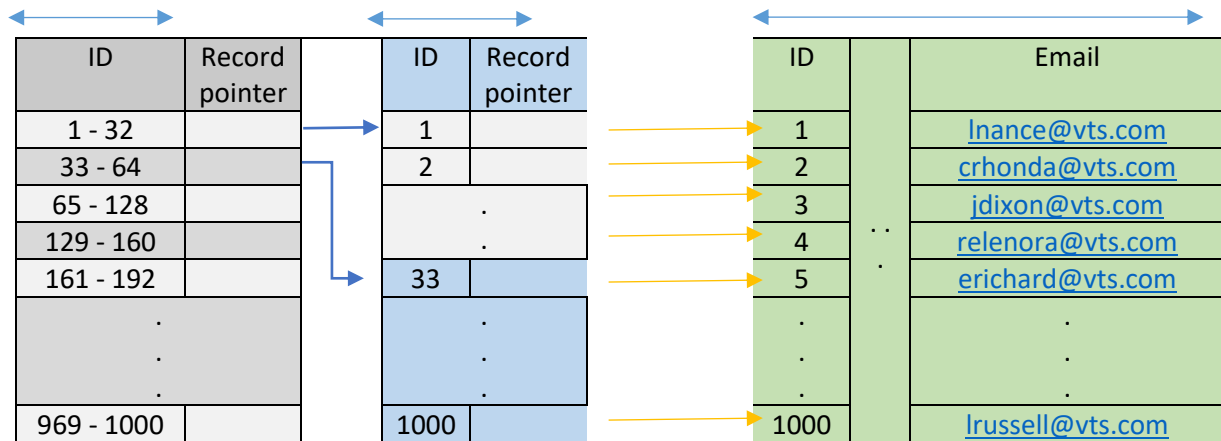 ID Record pointer ID Record pointer ID Email
1 - 32 1 1 lnance@vts.com
33 - 64 2 2 crhonda@vts.com
65 - 128 . 3 jdixon@vts.com
129 - 160 . 4 . . relenora@vts.com
161 - 192 33 . 5 erichard@vts.com
. . . .
. . . .
. . . .
969 - 1000 1000 1000 lrussell@vts.com